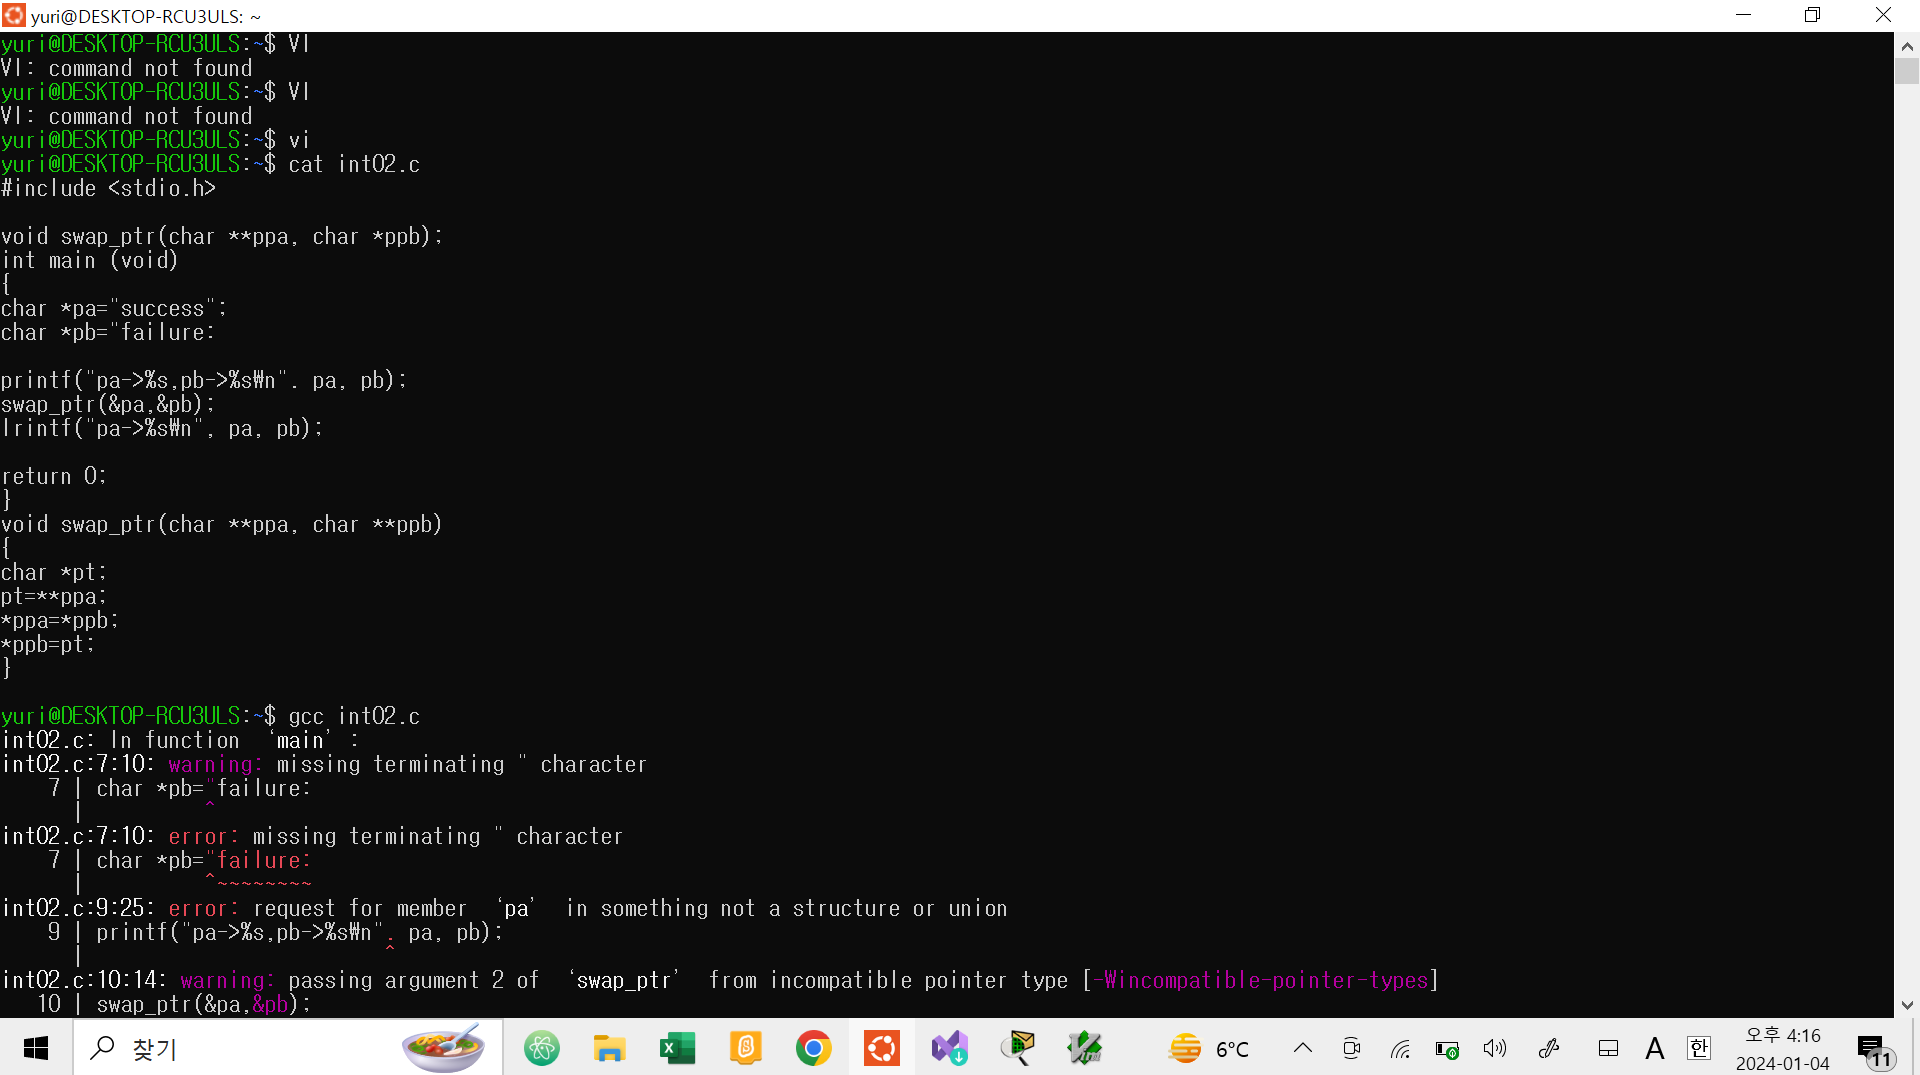 yuri@DESKTOP-RCU3ULS: ~
yuri@DESKTOP-RCU3ULS:~$ VI
VI: command not found
yuri@DESKTOP-RCU3ULS:~$ VI
VI: command not found
yuri@DESKTOP-RCU3ULS:~$ vi
yuri@DESKTOP-RCU3ULS:~$ cat int02.c
#include <stdio.h>

void swap_ptr(char **ppa, char *ppb);
int main (void)
{
char *pa="success";
char *pb="failure:

printf("pa->%s,pb->%s₩n". pa, pb);
swap_ptr(&pa,&pb);
lrintf("pa->%s₩n", pa, pb);

return 0;
}
void swap_ptr(char **ppa, char **ppb)
{
char *pt;
pt=**ppa;
*ppa=*ppb;
*ppb=pt;
}

yuri@DESKTOP-RCU3ULS:~$ gcc int02.c
int02.c: In function ‘main’:
int02.c:7:10: warning: missing terminating " character
    7 | char *pb="failure:
      |          ^
int02.c:7:10: error: missing terminating " character
    7 | char *pb="failure:
      |          ^~~~~~~~~
int02.c:9:25: error: request for member ‘pa’ in something not a structure or union
    9 | printf("pa->%s,pb->%s₩n". pa, pb);
      |                         ^
int02.c:10:14: warning: passing argument 2 of ‘swap_ptr’ from incompatible pointer type [-Wincompatible-pointer-types]
   10 | swap_ptr(&pa,&pb);
찾기
6°C
A
한
오후 4:16
2024-01-04
11